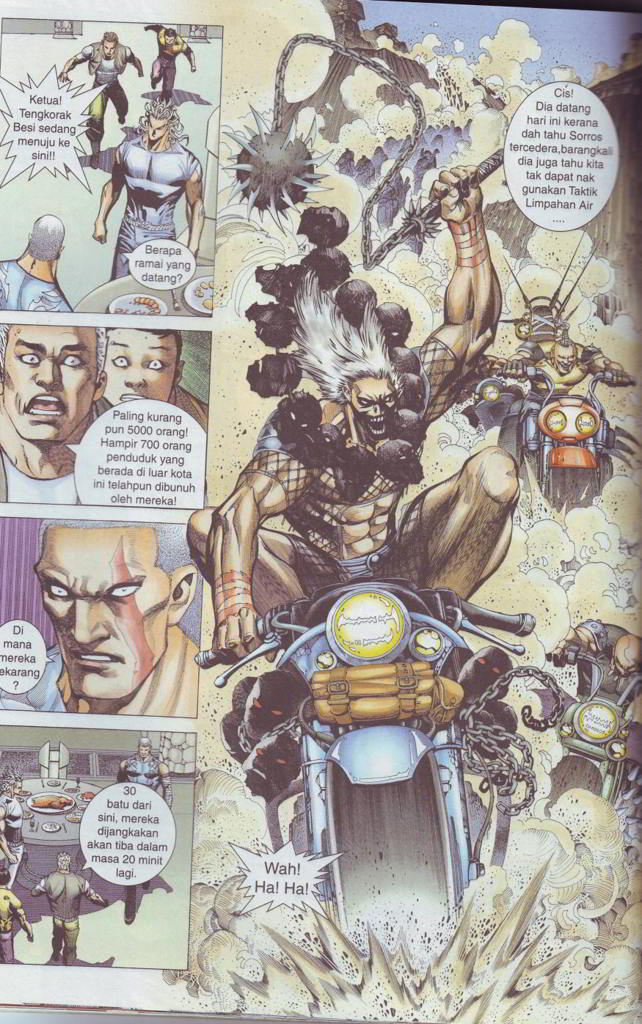 Ketua!
Tengkorak
Besi sedang
menuju ke
sini!!
Berapa
ramai yang
datang?
Paling kurang
pun 5000 orang!
Hampir 700 orang
penduduk yang
berada di luar kota
ini telahpun dibunuh
oleh mereka!
Di
mana
mereka
ekarang
?
30
batu dari
sini, mereka
dijangkakan
akan tiba dalam
masa 20 minit
lagi.
Cis!
Dia datang
hari ini kerana
dah tahu Sorros
tercedera,barangkali
dia juga tahu kita
tak dapat nak
gunakan Taktik
Limpahan Air
....
Wah!
Ha! Ha!